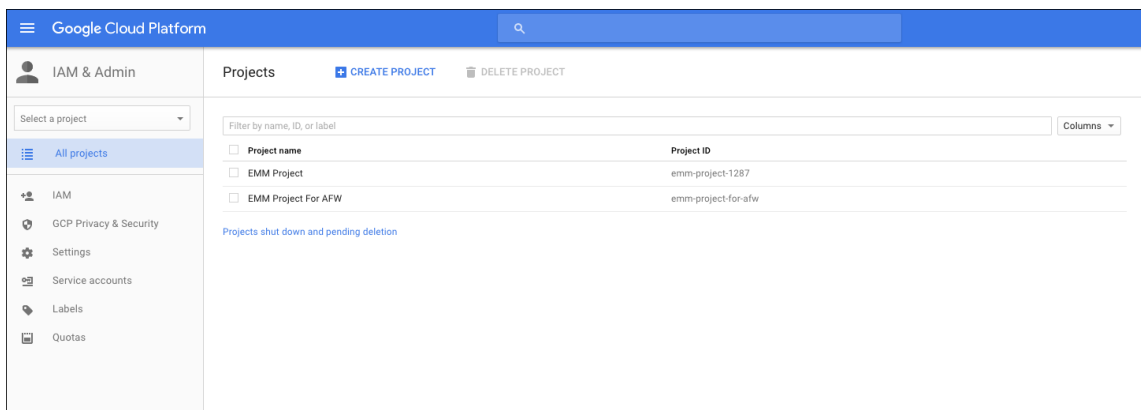 Google Cloud Platform
IAM & Admin
Projects
CREATE PROJECT
DELETE PROJECT
Select a project
Filter by name, ID, or label
Columns
All projects
Project name
Project ID
EMM Project
emm-project-1287
EMM Project For AFW
emm-project-for-afw
Projects shut down and pending deletion
IAM
GCP Privacy & Security
Settings
Service accounts
Labels
Quotas